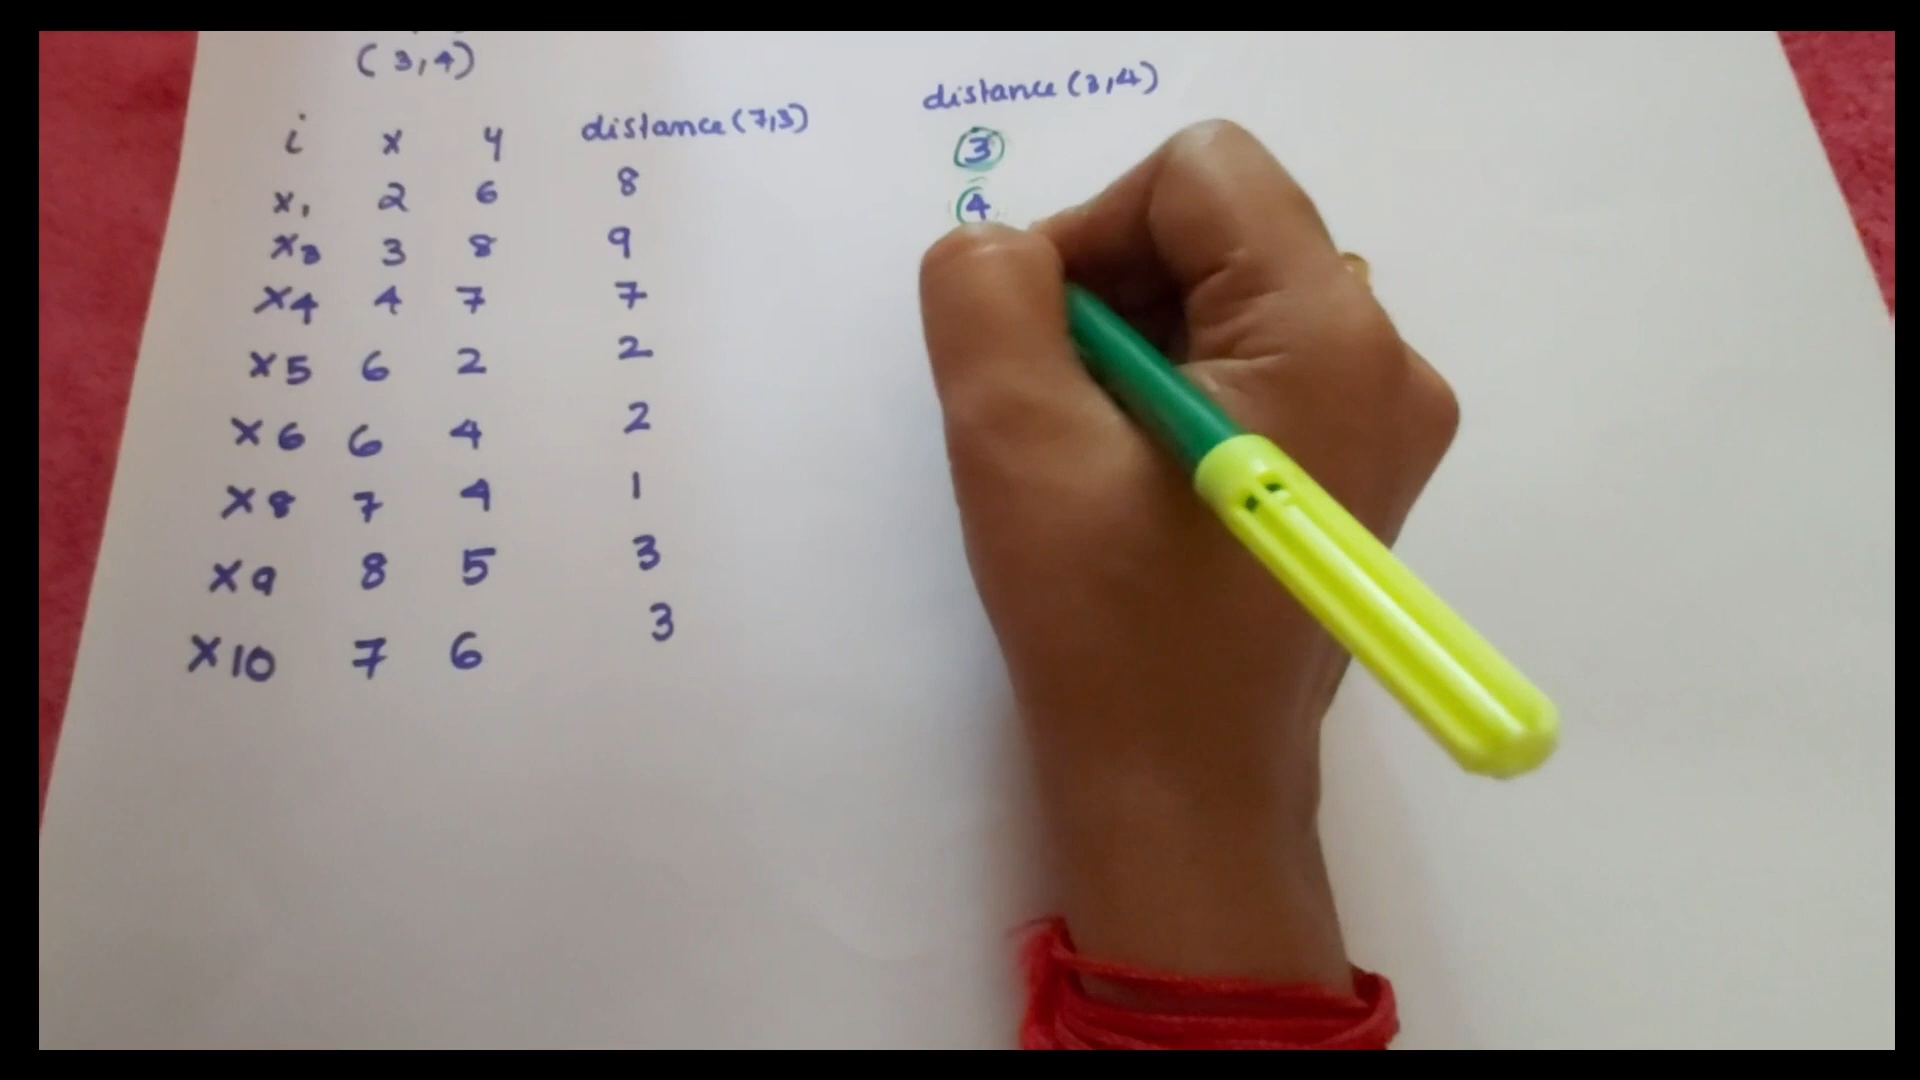 (3,4)
i x y distance(7,3) distance(3,4)
x1 2 6 8 3
x3 3 8 9 4
x4 4 7 7
x5 6 2 2
x6 6 4 2
x8 7 4 1
x9 8 5 3
x10 7 6 3